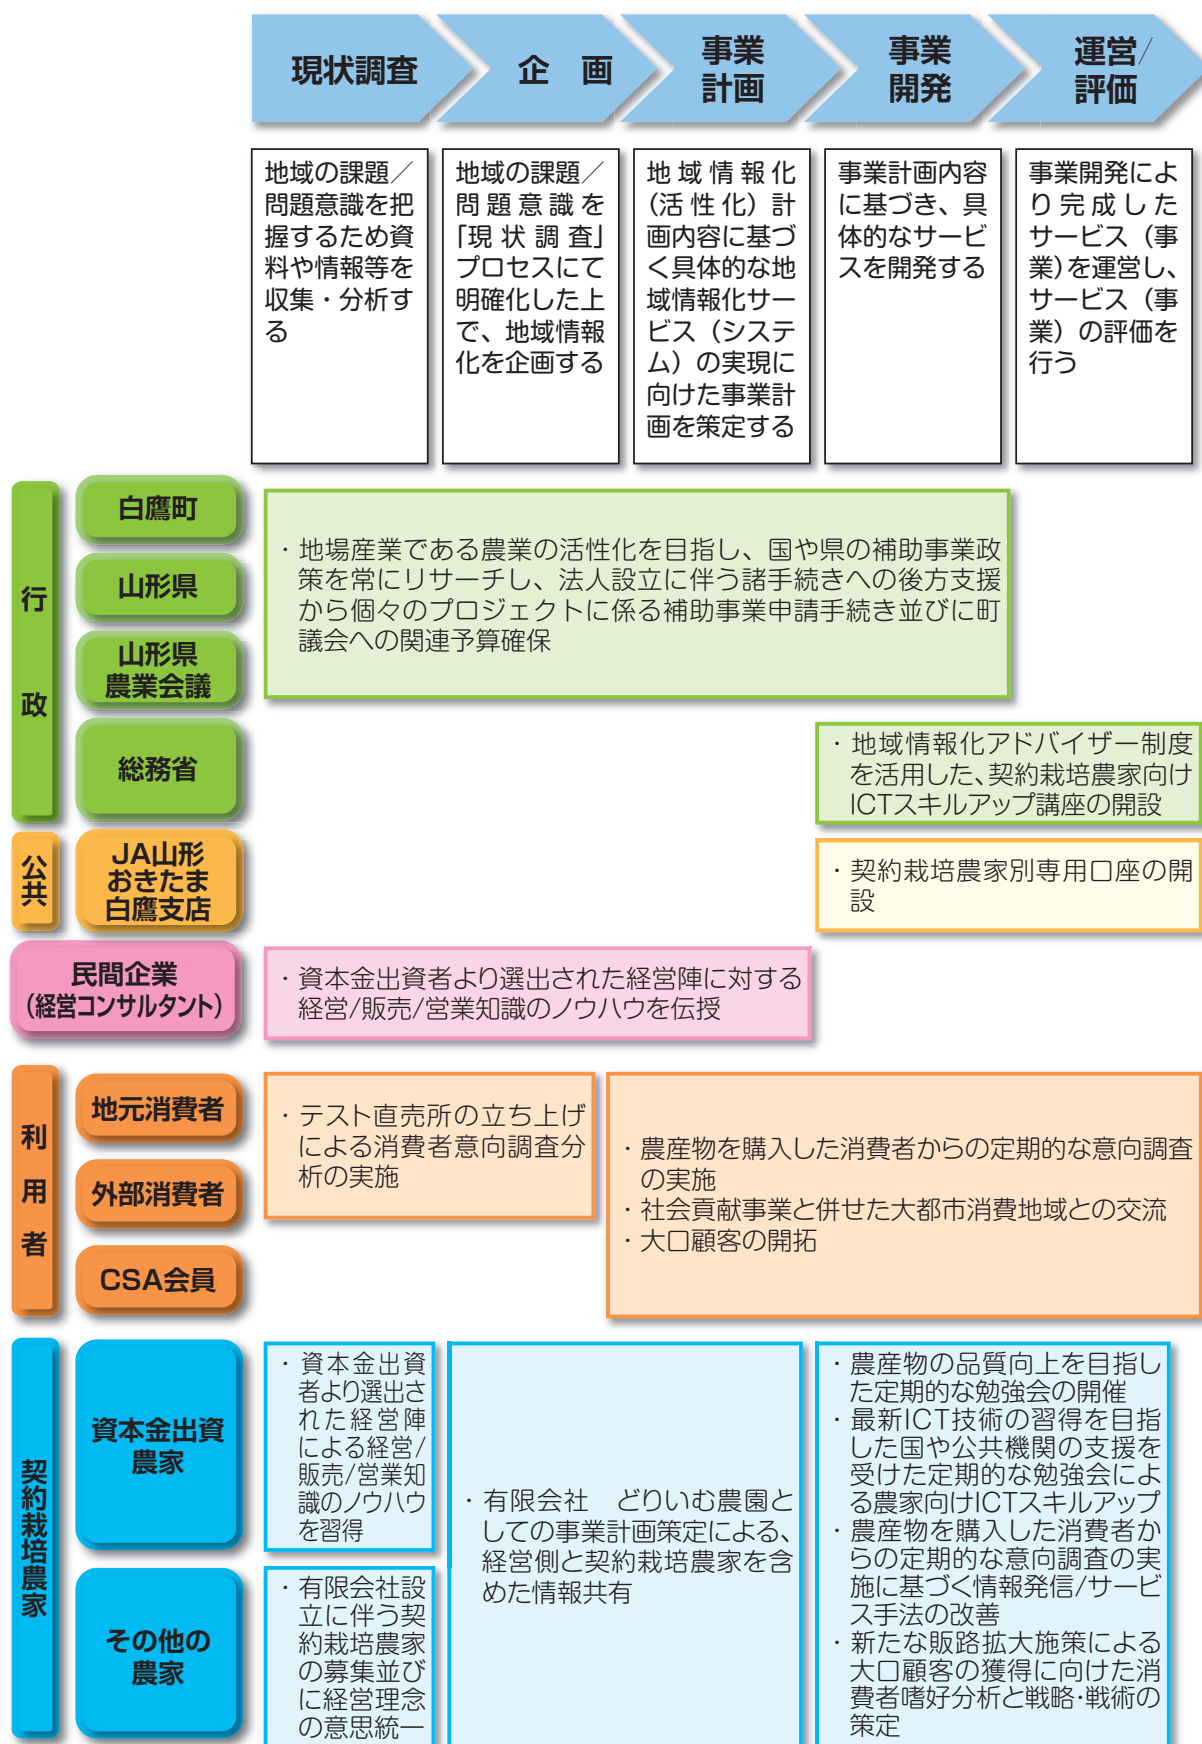 現状調査
企　画
事業
計画
事業
開発
運営/
評価
地域の課題／
問題意識を把
握するため資
料や情報等を
収集・分析す
る
地域の課題／
問題意識を
「現状調査」
プロセスにて
明確化した上
で、地域情報
化を企画する
地域情報化
（活性化）計
画内容に基づ
く具体的な地
域情報化サー
ビス（システ
ム）の実現に
向けた事業計
画を策定する
事業計画内容
に基づき、具
体的なサービ
スを開発する
事業開発によ
り完成した
サービス（事
業）を運営し、
サービス（事
業）の評価を
行う
行政
白鷹町
山形県
山形県
農業会議
総務省
・地場産業である農業の活性化を目指し、国や県の補助事業政
策を常にリサーチし、法人設立に伴う諸手続きへの後方支援
から個々のプロジェクトに係る補助事業申請手続き並びに町
議会への関連予算確保
・地域情報化アドバイザー制度
を活用した、契約栽培農家向け
ICTスキルアップ講座の開設
公共
JA山形
おきたま
白鷹支店
・契約栽培農家別専用口座の開
設
民間企業
（経営コンサルタント）
・資本金出資者より選出された経営陣に対する
経営/販売/営業知識のノウハウを伝授
利用者
地元消費者
外部消費者
CSA会員
・テスト直売所の立ち上げ
による消費者意向調査分
析の実施
・農産物を購入した消費者からの定期的な意向調査
の実施
・社会貢献事業と併せた大都市消費地域との交流
・大口顧客の開拓
契約栽培農家
資本金出資
農家
その他の
農家
・資本金出資
者より選出さ
れた経営陣
による経営/
販売/営業知
識のノウハウ
を習得
・有限会社設
立に伴う契
約栽培農家
の募集並び
に経営理念
の意思統一
・有限会社　どりいむ農園と
しての事業計画策定による、
経営側と契約栽培農家を含
めた情報共有
・農産物の品質向上を目指し
た定期的な勉強会の開催
・最新ICT技術の習得を目指
した国や公共機関の支援を
受けた定期的な勉強会によ
る農家向けICTスキルアップ
・農産物を購入した消費者か
らの定期的な意向調査の実
施に基づく情報発信/サービ
ス手法の改善
・新たな販路拡大施策による
大口顧客の獲得に向けた消
費者嗜好分析と戦略・戦術の
策定